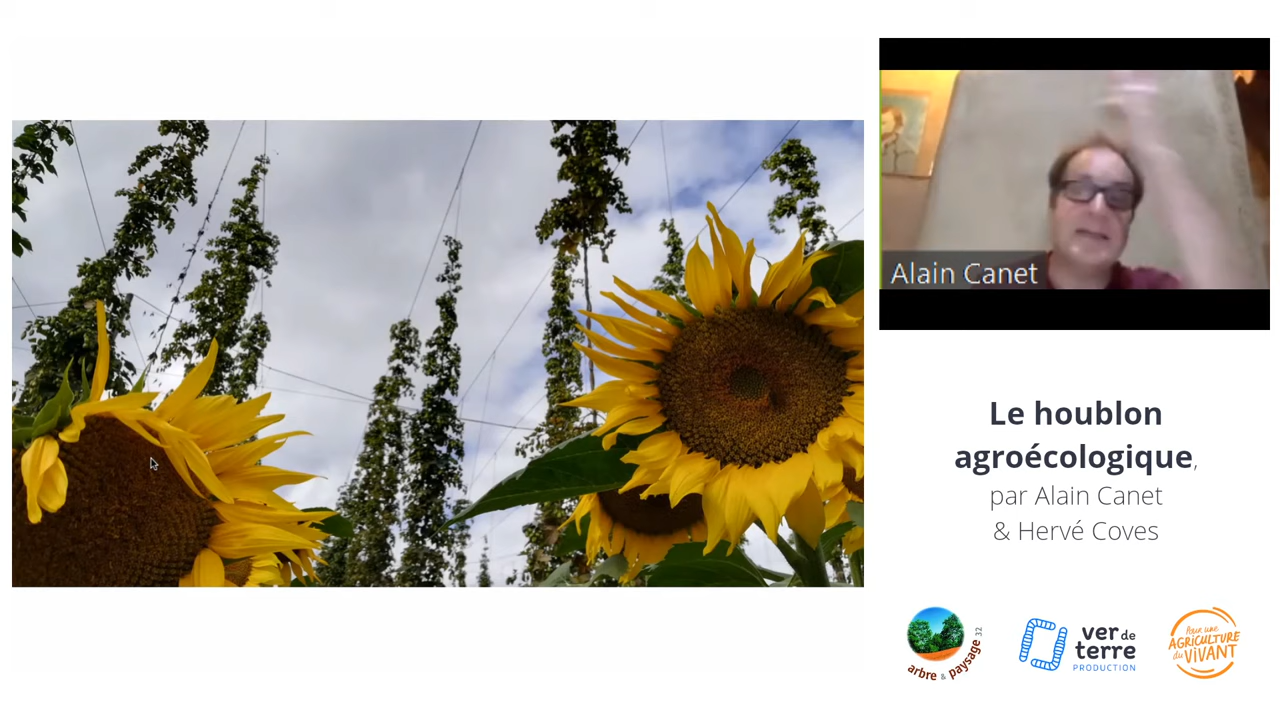 Alain Canet
Le houblon
agroécologique,
par Alain Canet
& Hervé Coves
arbre & paysage 32
ver de
terre
PRODUCTION
Pour une
AGRICULTURE
du VIVANT